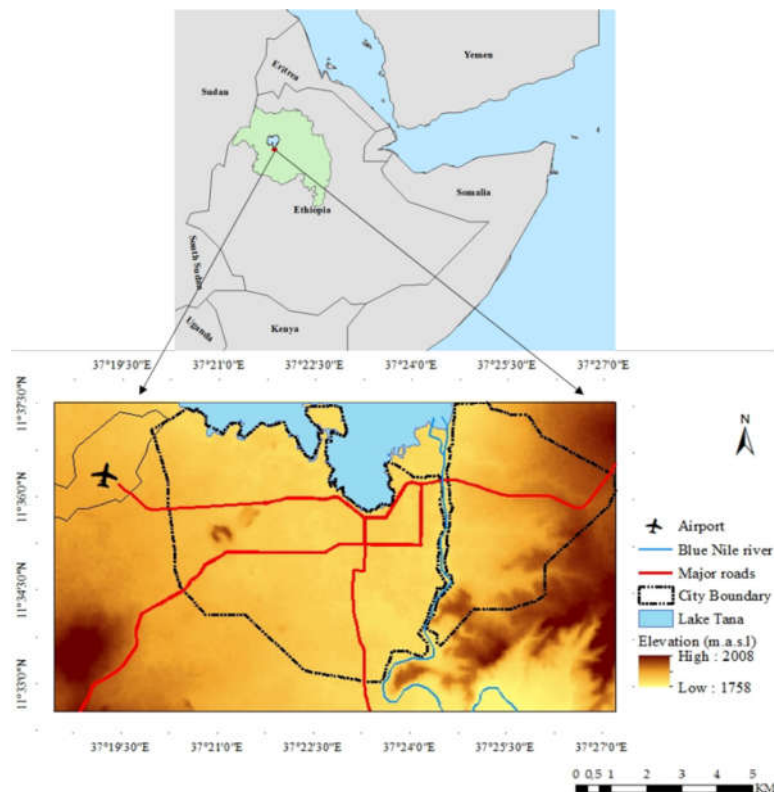 Yemen
Eritrea
Sudan
Somalia
Ethiopia
South Sudan
Uganda
Kenya
37°19'30"E 37°21'0"E 37°22'30"E 37°24'0"E 37°25'30"E 37°27'0"E
11°37'30"N
11°36'0"N
11°34'30"N
11°33'0"N
N
Airport
Blue Nile river
Major roads
City Boundary
Lake Tana
Elevation (m.a.s.l)
High : 2008
Low : 1758
37°19'30"E 37°21'0"E 37°22'30"E 37°24'0"E 37°25'30"E 37°27'0"E
0 0,5 1 2 3 4 5
KM